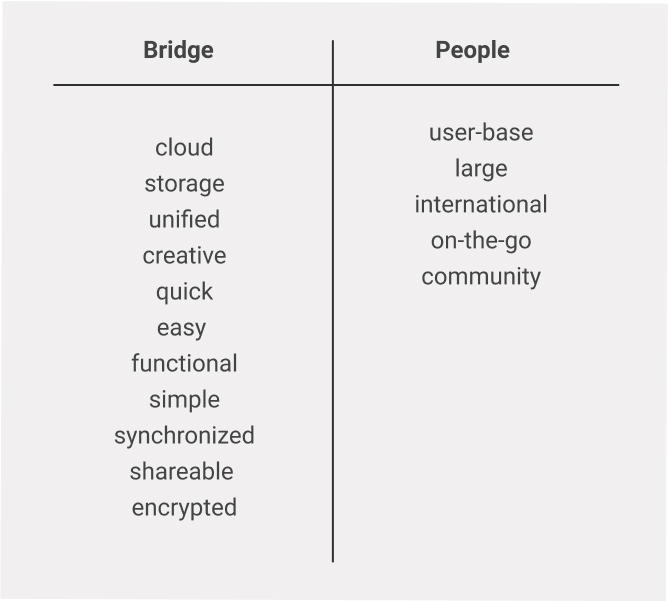 Bridge
cloud
storage
unified
creative
quick
easy
functional
simple
synchronized
shareable
encrypted
People
user-base
large
international
on-the-go
community